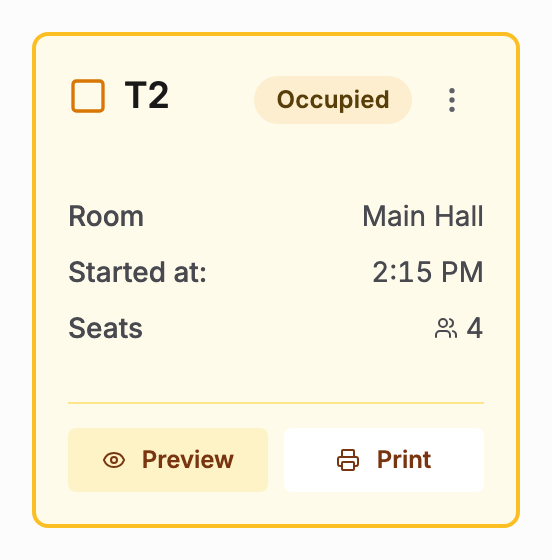 T2 Occupied
Room Main Hall
Started at: 2:15 PM
Seats 4
Preview Print